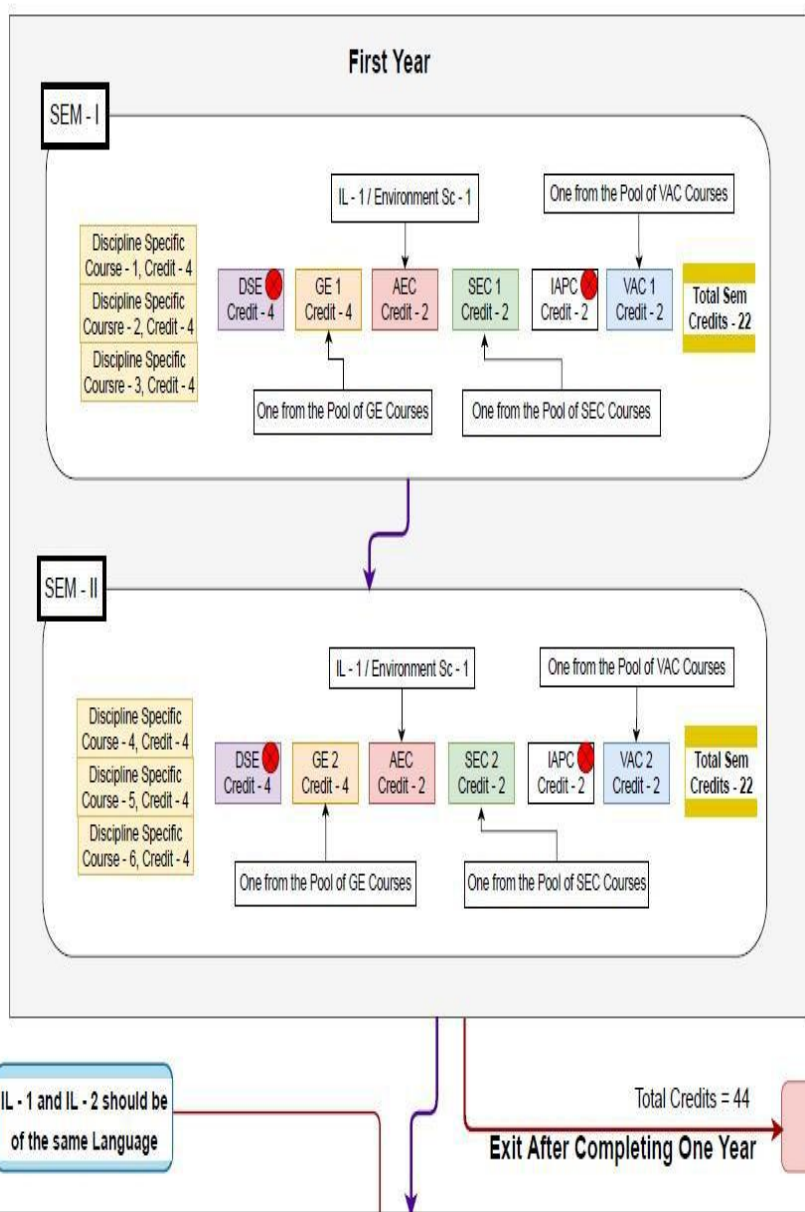 First Year
SEM - I
IL - 1 / Environment Sc - 1
One from the Pool of VAC Courses
Discipline Specific
Course - 1, Credit - 4
Discipline Specific
Coursre - 2, Credit - 4
Discipline Specific
Coursre - 3, Credit - 4
DSE
Credit - 4
GE 1
Credit - 4
AEC
Credit - 2
SEC 1
Credit - 2
IAPC
Credit - 2
VAC 1
Credit - 2
Total Sem
Credits - 22
One from the Pool of GE Courses
One from the Pool of SEC Courses
SEM - II
IL - 1 / Environment Sc - 1
One from the Pool of VAC Courses
Discipline Specific
Course - 4, Credit - 4
Discipline Specific
Course - 5, Credit - 4
Discipline Specific
Course - 6, Credit - 4
DSE
Credit - 4
GE 2
Credit - 4
AEC
Credit - 2
SEC 2
Credit - 2
IAPC
Credit - 2
VAC 2
Credit - 2
Total Sem
Credits - 22
One from the Pool of GE Courses
One from the Pool of SEC Courses
IL - 1 and IL - 2 should be
of the same Language
Total Credits = 44
Exit After Completing One Year